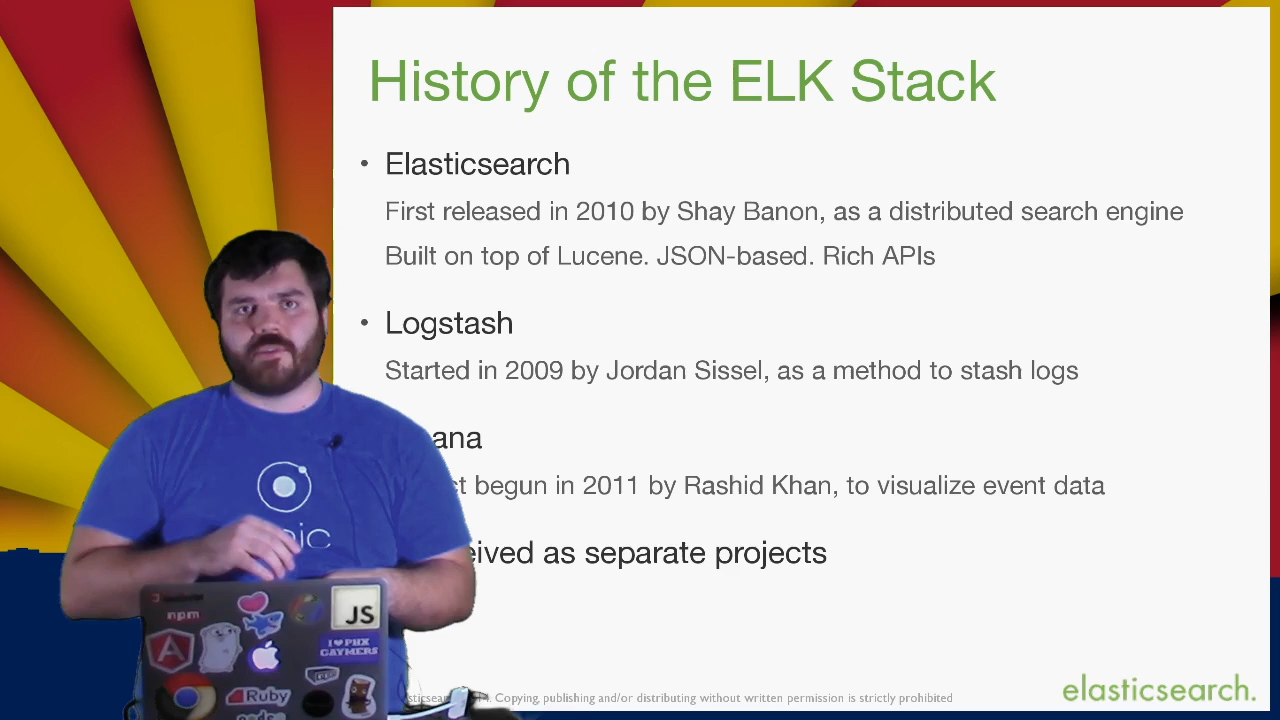 History of the ELK Stack
• Elasticsearch
First released in 2010 by Shay Banon, as a distributed search engine
Built on top of Lucene. JSON-based. Rich APIs
• Logstash
Started in 2009 by Jordan Sissel, as a method to stash logs
ana
ct begun in 2011 by Rashid Khan, to visualize event data
eived as separate projects
nic
npm
JS
I ♥ PHX
GAYMERS
Ruby
Copying, publishing and/or distributing without written permission is strictly prohibited
elasticsearch.